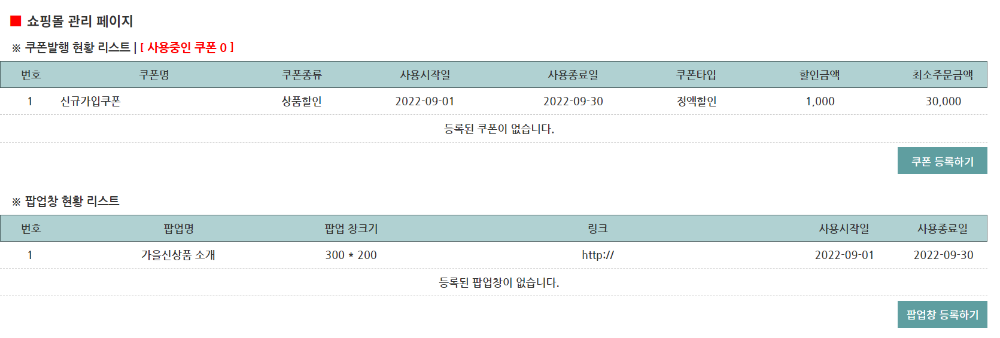 ■ 쇼핑몰 관리 페이지
※ 쿠폰발행 현황 리스트 | [ 사용중인 쿠폰 0 ]
번호 쿠폰명 쿠폰종류 사용시작일 사용종료일 쿠폰타입 할인금액 최소주문금액
1 신규가입쿠폰 상품할인 2022-09-01 2022-09-30 정액할인 1,000 30,000
등록된 쿠폰이 없습니다.
쿠폰 등록하기
※ 팝업창 현황 리스트
번호 팝업명 팝업 창크기 링크 사용시작일 사용종료일
1 가을신상품 소개 300 * 200 http:// 2022-09-01 2022-09-30
등록된 팝업창이 없습니다.
팝업창 등록하기